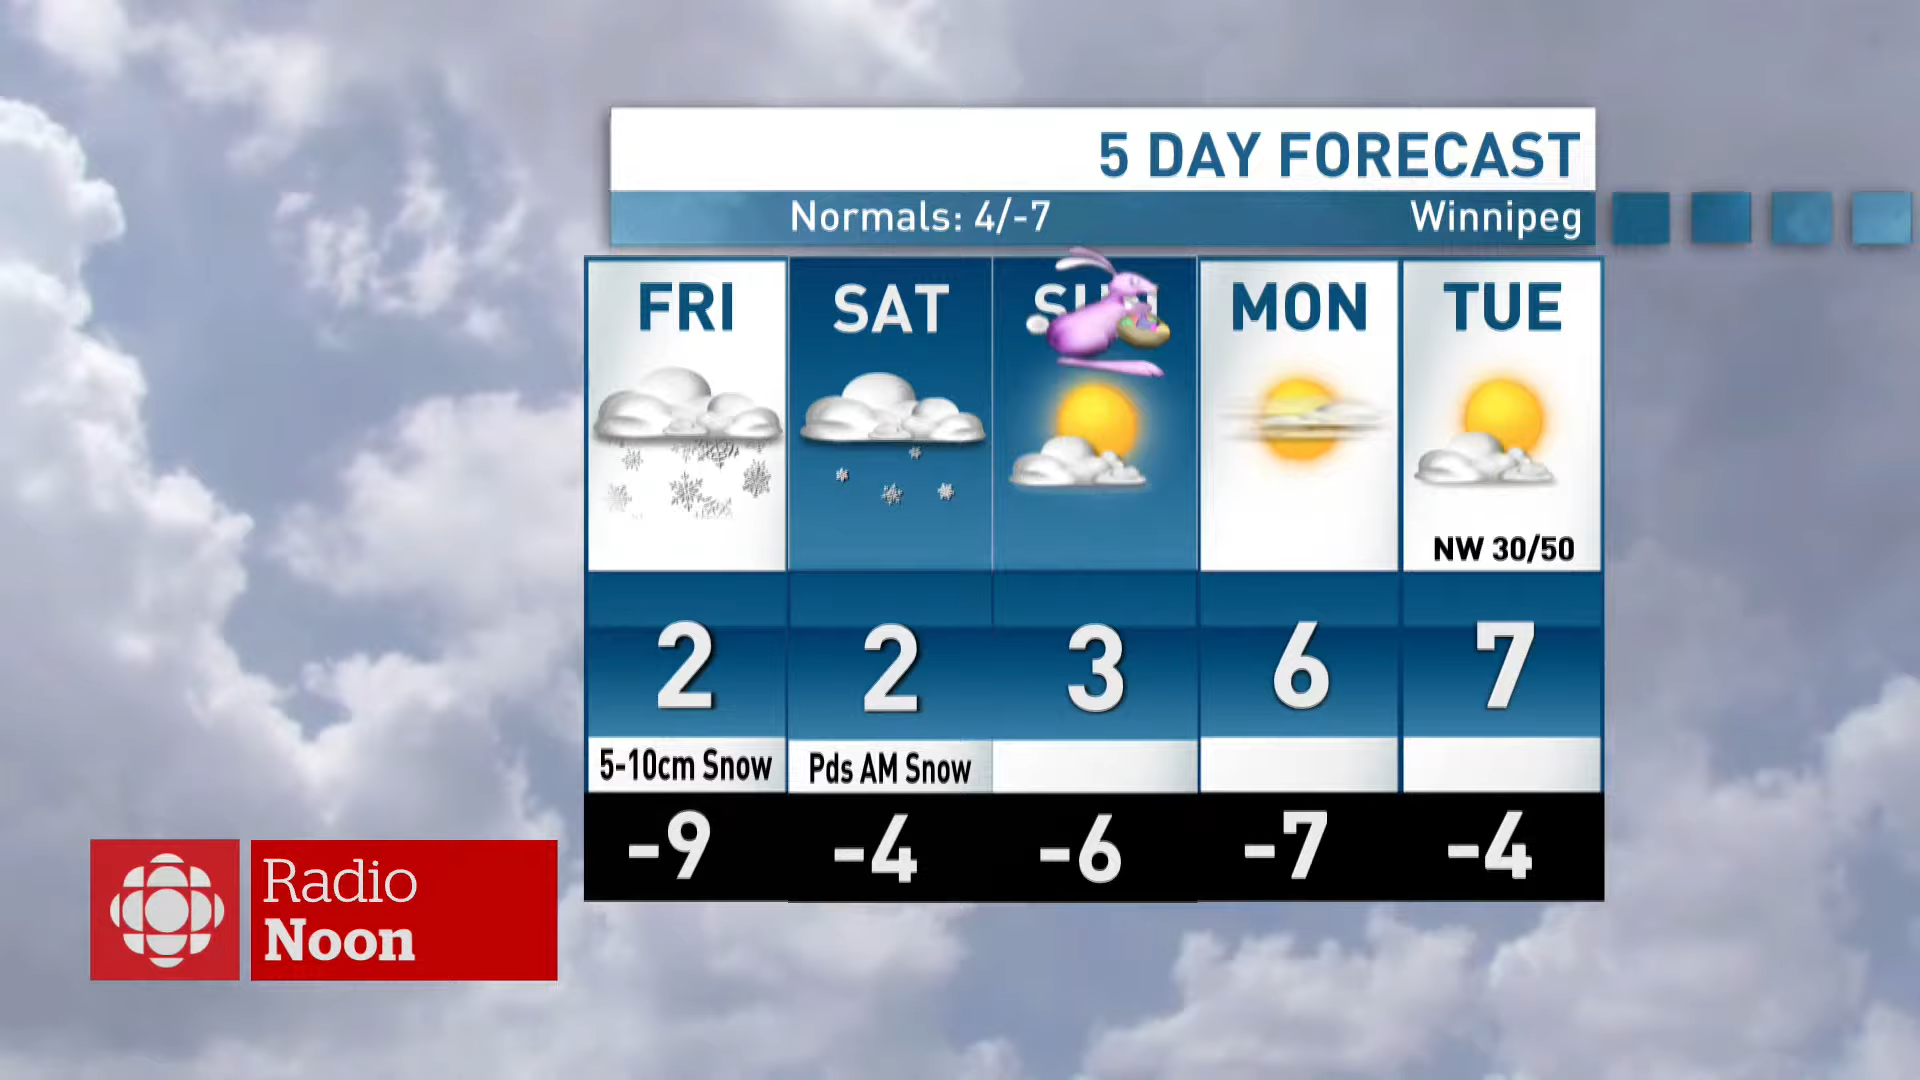 5 DAY FORECAST
Normals: 4/-7 Winnipeg
FRI SAT SUN MON TUE
NW 30/50
2 2 3 6 7
5-10cm Snow Pds AM Snow
-9 -4 -6 -7 -4
Radio
Noon